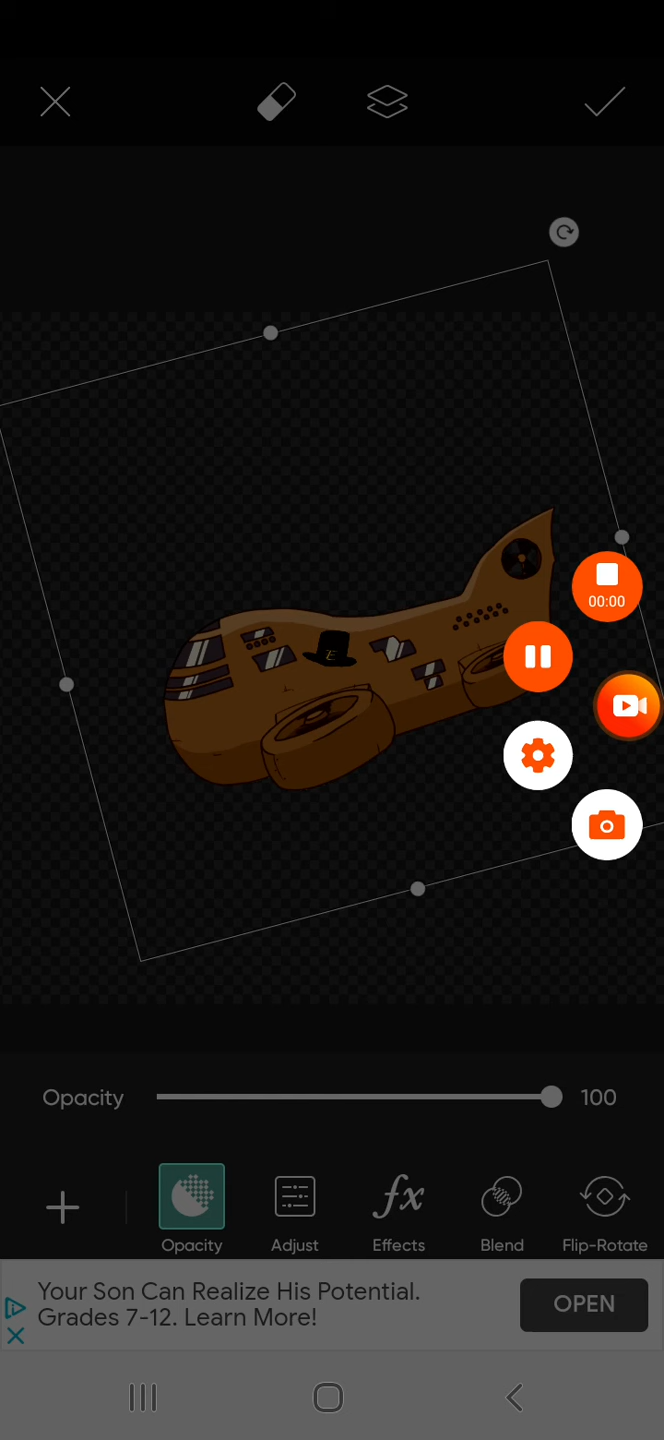 00:00
Opacity 100
Opacity Adjust Effects Blend Flip-Rotate
Your Son Can Realize His Potential.
Grades 7-12. Learn More!
OPEN